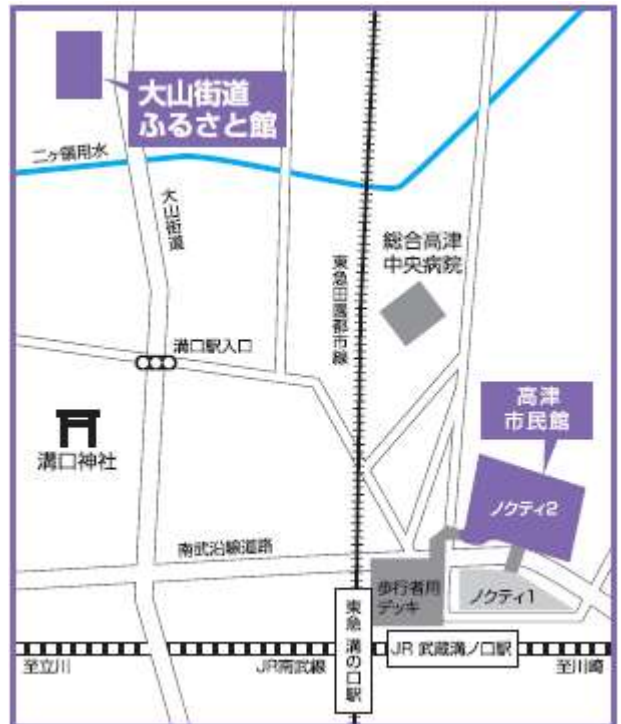 大山街道
ふるさと館
二ヶ領用水
大山街道
総合高津
中央病院
東急田園都市線
溝口駅入口
高津
市民館
溝口神社
ノクティ2
南武沿線道路
歩行者用
デッキ
ノクティ1
東急 溝の口駅
JR 武蔵溝ノ口駅
至立川
JR南武線
至川崎